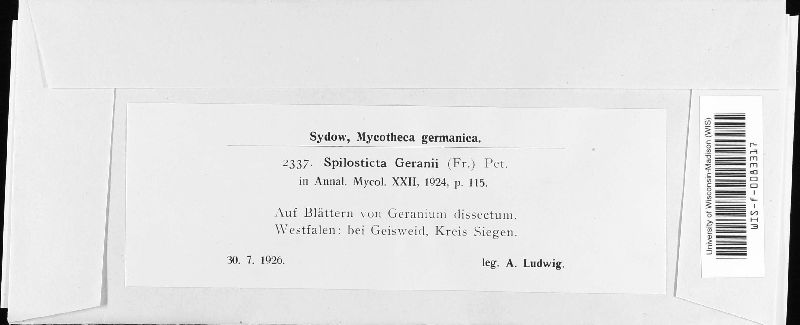 Sydow, Mycotheca germanica.
2337. Spilosticta Geranii (Fr.) Pet.
in Annal. Mycol. XXII, 1924, p. 115.
Auf Blättern von Geranium dissectum.
Westfalen: bei Geisweid, Kreis Siegen.
30. 7. 1926. leg. A. Ludwig.
University of Wisconsin-Madison (WIS)
WIS-f-0083317